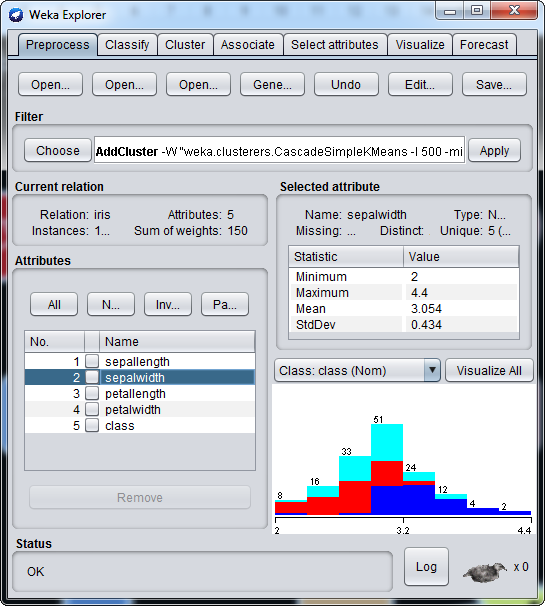 Weka Explorer
Preprocess Classify Cluster Associate Select attributes Visualize Forecast
Open... Open... Open... Gene... Undo Edit... Save...
Filter
Choose AddCluster -W "weka.clusterers.CascadeSimpleKMeans -I 500 -mi Apply
Current relation
Relation: iris Attributes: 5
Instances: 1... Sum of weights: 150
Selected attribute
Name: sepalwidth Type: N...
Missing: ... Distinct: Unique: 5 (...
Statistic Value
Minimum 2
Maximum 4.4
Mean 3.054
StdDev 0.434
Attributes
All N... Inv... Pa...
No. Name
1 sepallength
2 sepalwidth
3 petallength
4 petalwidth
5 class
Remove
Class: class (Nom) Visualize All
8 16 33 51 24 12 4 2
2 3.2 4.4
Status
OK
Log x 0